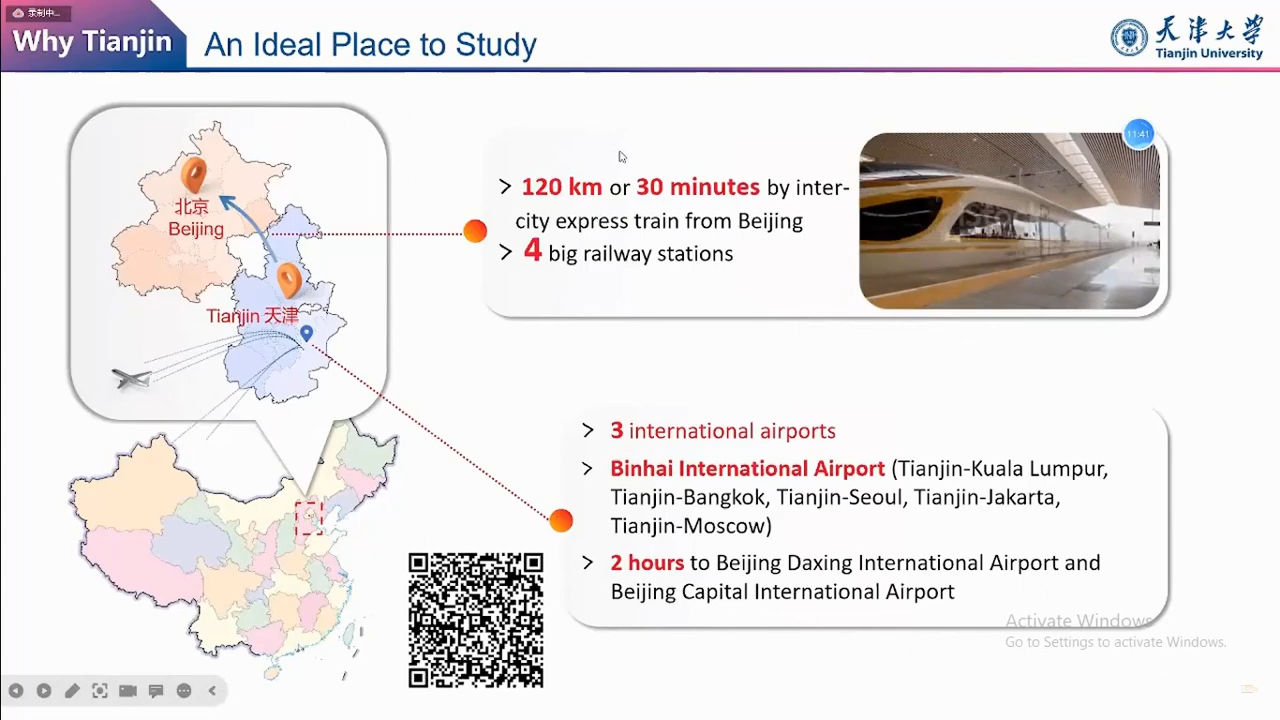 录制中...
Why Tianjin
An Ideal Place to Study
天津大学
Tianjin University
11:41
北京
Beijing
Tianjin 天津
> 120 km or 30 minutes by inter-
city express train from Beijing
> 4 big railway stations
> 3 international airports
> Binhai International Airport (Tianjin-Kuala Lumpur,
Tianjin-Bangkok, Tianjin-Seoul, Tianjin-Jakarta,
Tianjin-Moscow)
> 2 hours to Beijing Daxing International Airport and
Beijing Capital International Airport
Activate Windows
Go to Settings to activate Windows.